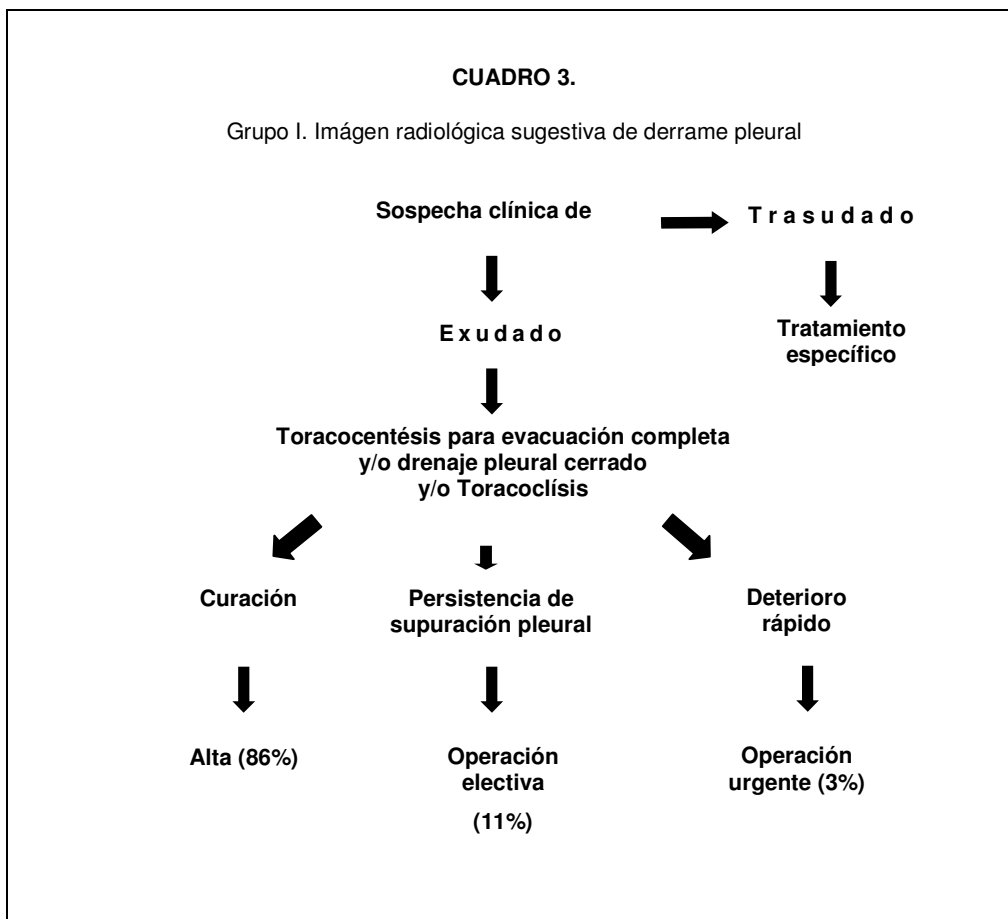 CUADRO 3.
Grupo I. Imágen radiológica sugestiva de derrame pleural
Sospecha clínica de
T r a s u d a d o
E x u d a d o
Tratamiento
específico
Toracocentésis para evacuación completa
y/o drenaje pleural cerrado
y/o Toracoclísis
Curación
Persistencia de
supuración pleural
Deterioro
rápido
Alta (86%)
Operación
electiva
(11%)
Operación
urgente (3%)